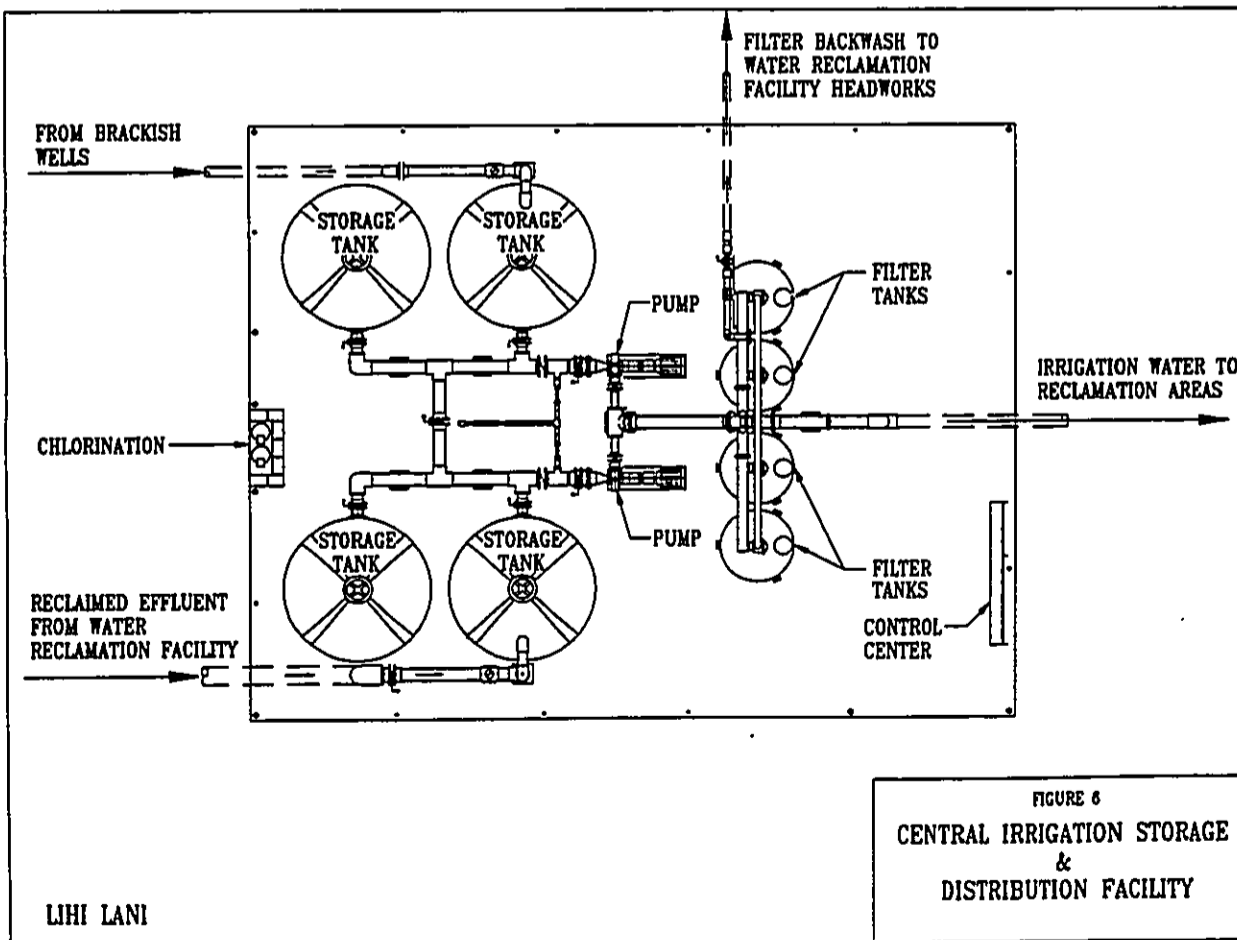 FILTER BACKWASH TO
WATER RECLAMATION
FACILITY HEADWORKS
FROM BRACKISH
WELLS
STORAGE
TANK
STORAGE
TANK
FILTER
TANKS
PUMP
IRRIGATION WATER TO
RECLAMATION AREAS
CHLORINATION
STORAGE
TANK
STORAGE
TANK
PUMP
FILTER
TANKS
RECLAIMED EFFLUENT
FROM WATER
RECLAMATION FACILITY
CONTROL
CENTER
FIGURE 6
CENTRAL IRRIGATION STORAGE
&
DISTRIBUTION FACILITY
LIHI LANI